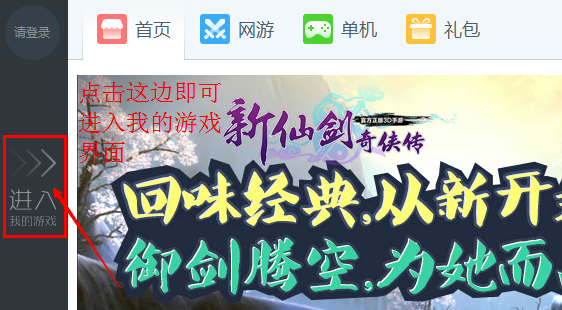 请登录
首页
网游
单机
礼包
点击这边即可
进入我的游戏
界面
进入
我的游戏
新仙剑
奇侠传
官方正版3D手游
回味经典,从新开
御剑腾空,为她而